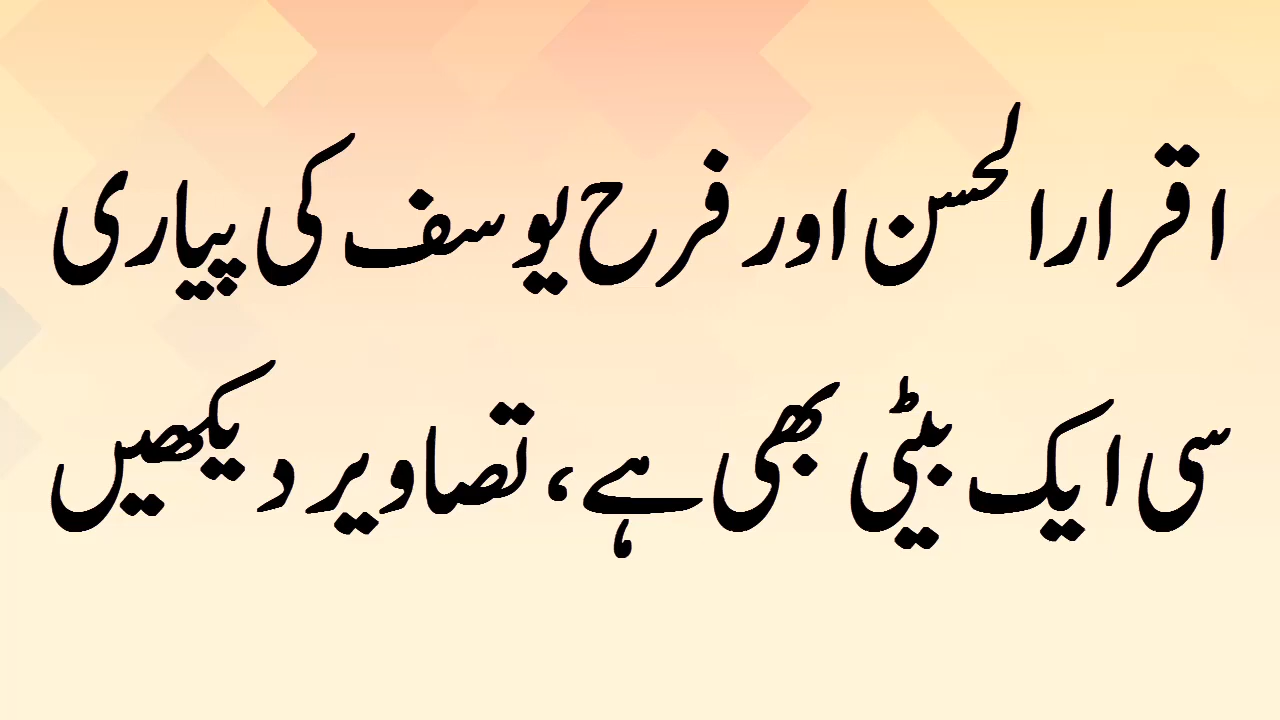 اقرارالحسن اور فرح یوسف کی پیاری
سی ایک بیٹی بھی ہے، تصاویر دیکھیں